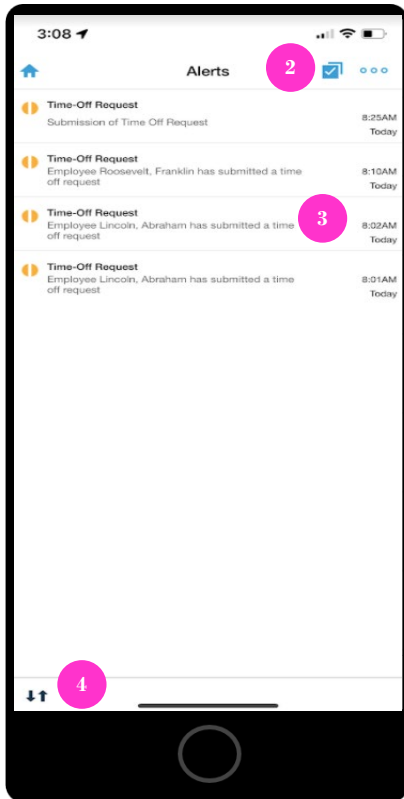 3:08
Alerts
2
Time-Off Request
Submission of Time Off Request
8:25AM
Today
Time-Off Request
Employee Roosevelt, Franklin has submitted a time
off request
8:10AM
Today
Time-Off Request
Employee Lincoln, Abraham has submitted a time
off request
3
8:02AM
Today
Time-Off Request
Employee Lincoln, Abraham has submitted a time
off request
8:01AM
Today
4